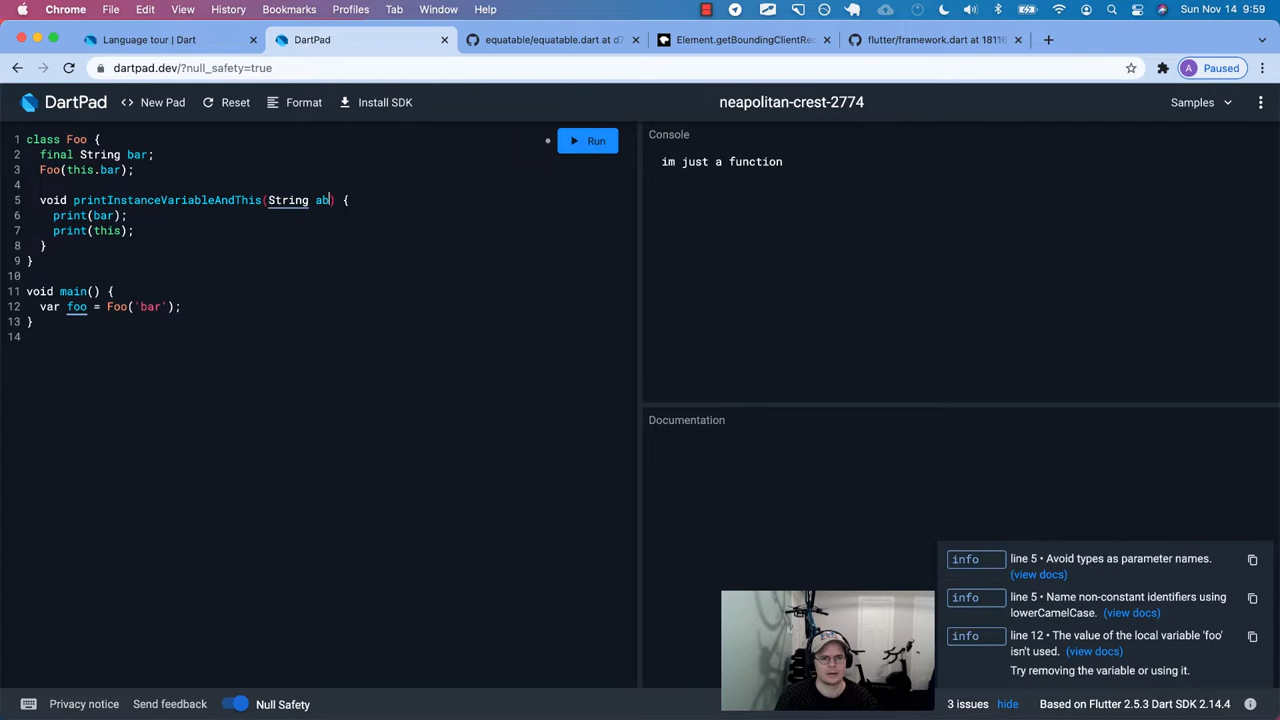 Chrome File Edit View History Bookmarks Profiles Tab Window Help Sun Nov 14 9:59
Language tour | Dart DartPad equatable/equatable.dart at d7 Element.getBoundingClientRec flutter/framework.dart at 18116
dartpad.dev/?null_safety=true A Paused
DartPad New Pad Reset Format Install SDK neapolitan-crest-2774 Samples
Run
Console
im just a function
1 class Foo {
2 final String bar;
3 Foo(this.bar);
4
5 void printInstanceVariableAndThis(String ab) {
6 print(bar);
7 print(this);
8 }
9 }
10
11 void main() {
12 var foo = Foo('bar');
13 }
14
Documentation
info line 5 • Avoid types as parameter names.
(view docs)
info line 5 • Name non-constant identifiers using
lowerCamelCase. (view docs)
info line 12 • The value of the local variable 'foo'
isn't used. (view docs)
Try removing the variable or using it.
Privacy notice Send feedback Null Safety 3 issues hide Based on Flutter 2.5.3 Dart SDK 2.14.4